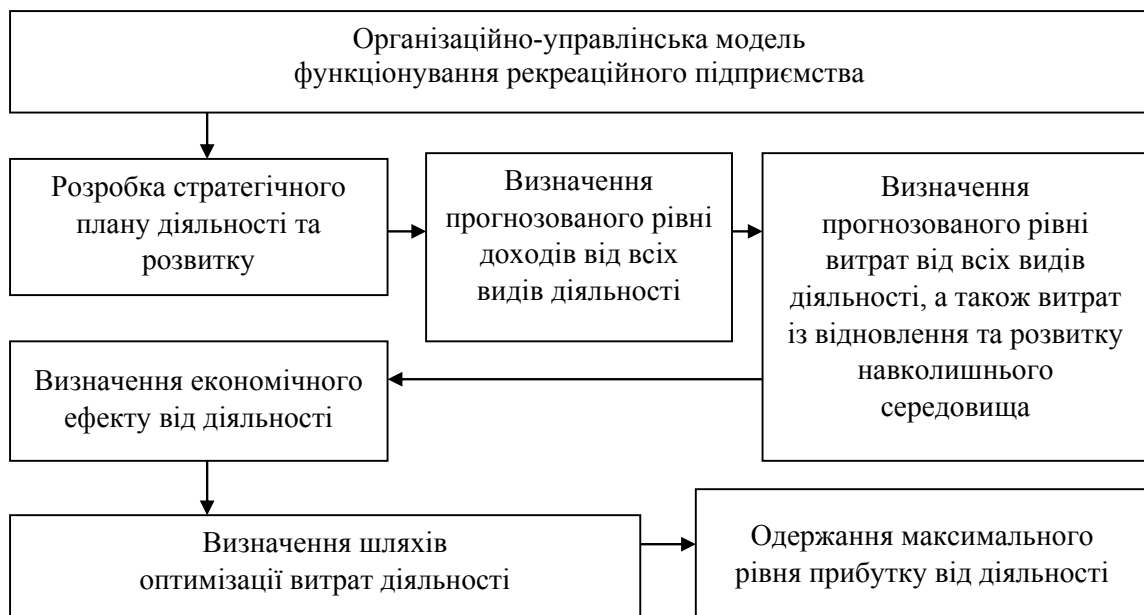 Організаційно-управлінська модель
функціонування рекреаційного підприємства
Розробка стратегічного
плану діяльності та
розвитку
Визначення
прогнозованого рівні
доходів від всіх
видів діяльності
Визначення
прогнозованого рівні
витрат від всіх видів
діяльності, а також витрат
із відновлення та розвитку
навколишнього
середовища
Визначення економічного
ефекту від діяльності
Визначення шляхів
оптимізації витрат діяльності
Одержання максимального
рівня прибутку від діяльності